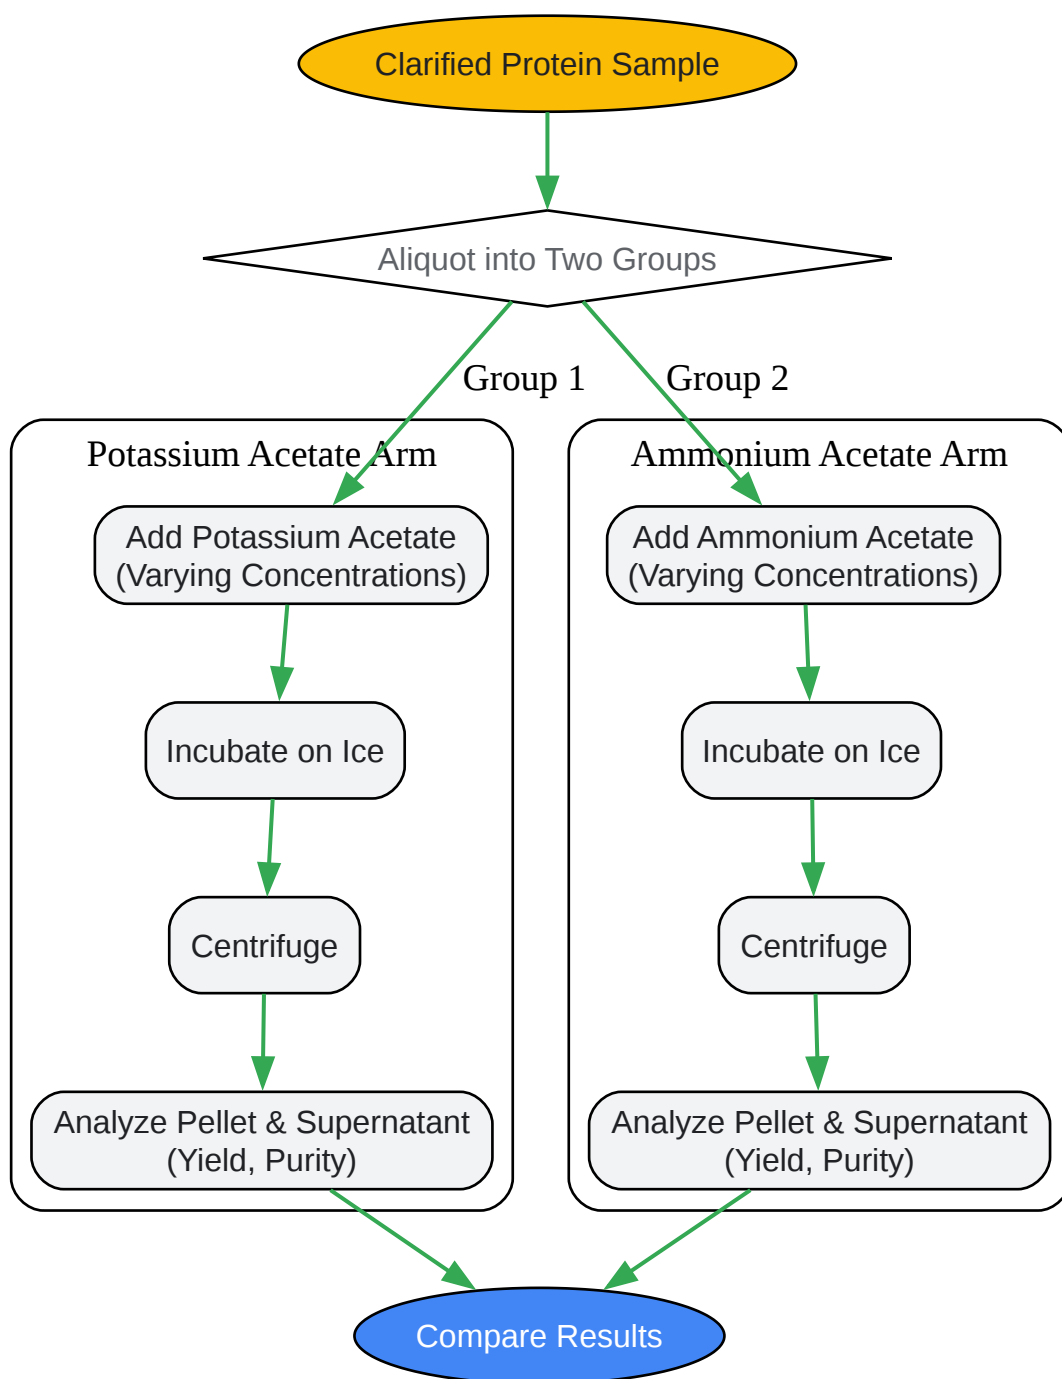 Clarified Protein Sample
Aliquot into Two Groups
Group 1
Group 2
Potassium Acetate Arm
Add Potassium Acetate
(Varying Concentrations)
Incubate on Ice
Centrifuge
Analyze Pellet & Supernatant
(Yield, Purity)
Ammonium Acetate Arm
Add Ammonium Acetate
(Varying Concentrations)
Incubate on Ice
Centrifuge
Analyze Pellet & Supernatant
(Yield, Purity)
Compare Results